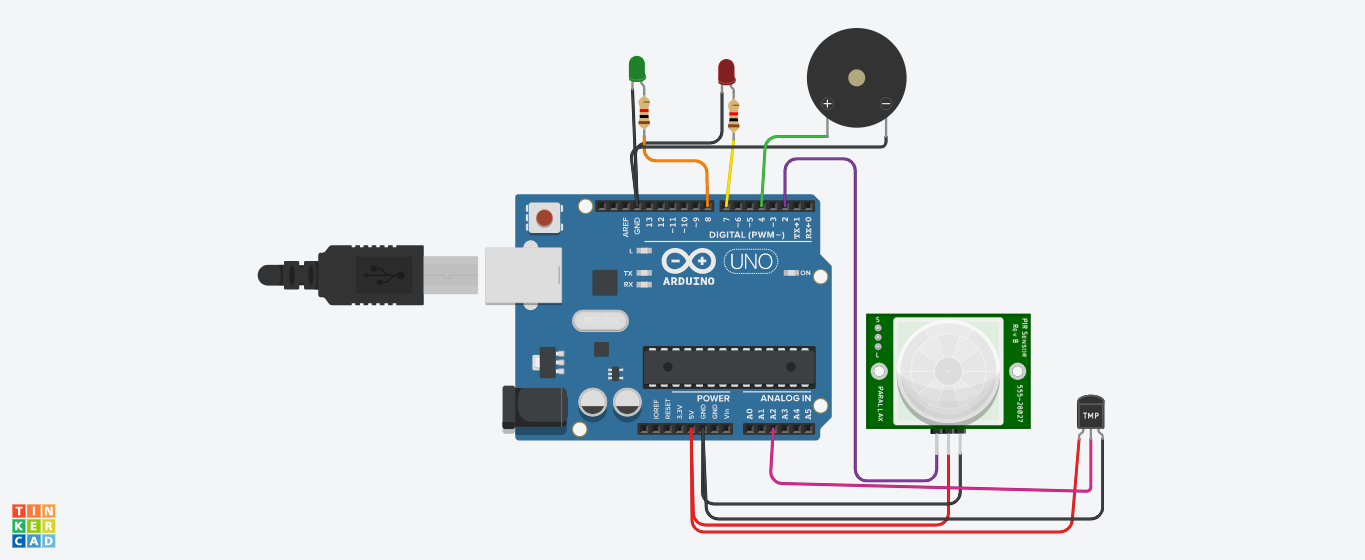 +
−
AREF
GND
13
12
~11
~10
~9
8
7
~6
~5
4
~3
2
TX→1
RX←0
DIGITAL (PWM~)
L
TX
RX
ARDUINO
UNO
ON
POWER
ANALOG IN
IOREF
RESET
3.3V
5V
GND
GND
Vin
A0
A1
A2
A3
A4
A5
S
L
PIR SENSOR
Rev B
PARALLAX
555-28027
TMP
TIN
KER
CAD